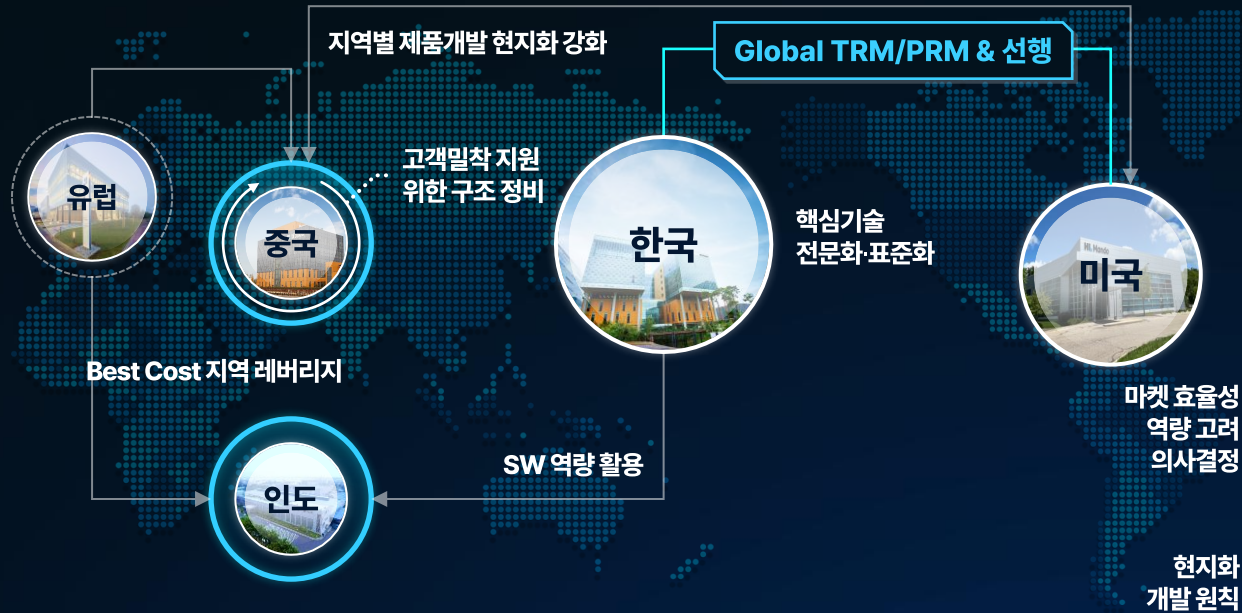 지역별 제품개발 현지화 강화
Global TRM/PRM & 선행
유럽
고객밀착 지원
위한 구조 정비
중국
한국
핵심기술
전문화·표준화
HL Mando
미국
Best Cost 지역 레버리지
마켓 효율성
역량 고려
의사결정
SW 역량 활용
인도
현지화
개발 원칙